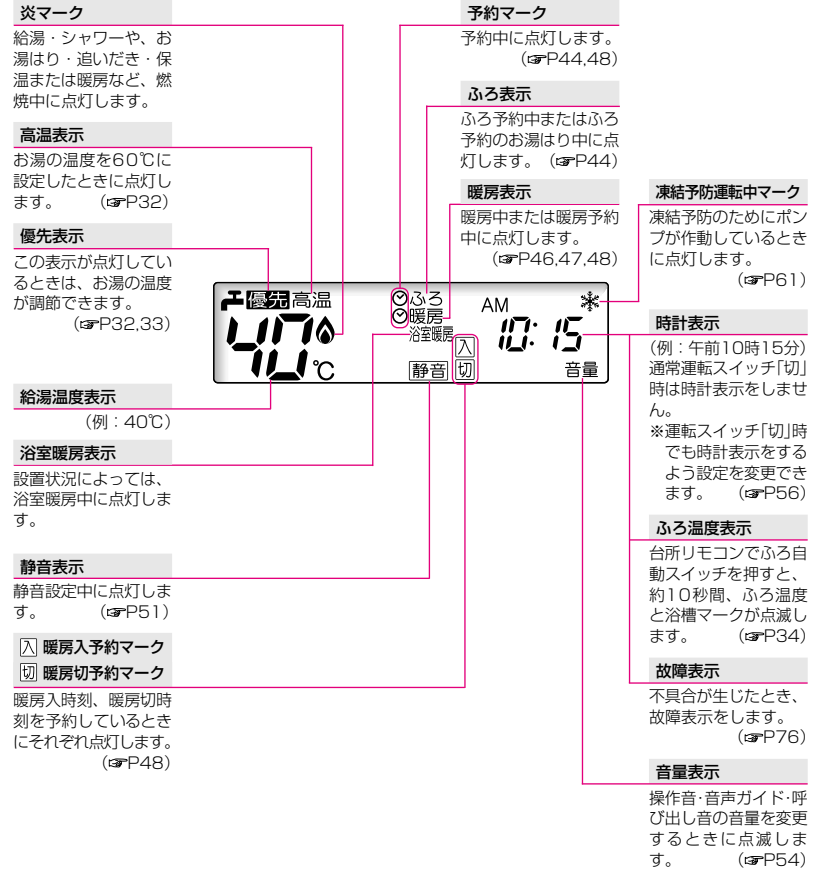 炎マーク
給湯・シャワーや、お
湯はり・追いだき・保
温または暖房など、燃
焼中に点灯します。
高温表示
お湯の温度を60℃に
設定したときに点灯し
ます。 (☞P32)
優先表示
この表示が点灯してい
るときは、お湯の温度
が調節できます。
(☞P32,33)
給湯温度表示
(例：40℃)
浴室暖房表示
設置状況によっては、
浴室暖房中に点灯しま
す。
静音表示
静音設定中に点灯しま
す。 (☞P51)
入 暖房入予約マーク
切 暖房切予約マーク
暖房入時刻、暖房切時
刻を予約しているとき
にそれぞれ点灯します。
(☞P48)
予約マーク
予約中に点灯します。
(☞P44,48)
ふろ表示
ふろ予約中またはふろ
予約のお湯はり中に点
灯します。 (☞P44)
暖房表示
暖房中または暖房予約
中に点灯します。
(☞P46,47,48)
優先 高温
40℃
ふろ
暖房
浴室暖房
入
静音 切
AM
10:15
音量
凍結予防運転中マーク
凍結予防のためにポン
プが作動しているとき
に点灯します。
(☞P61)
時計表示
(例：午前10時15分)
通常運転スイッチ「切」
時は時計表示をしませ
ん。
※運転スイッチ「切」時
でも時計表示をする
よう設定を変更でき
ます。 (☞P56)
ふろ温度表示
台所リモコンでふろ自
動スイッチを押すと、
約10秒間、ふろ温度
と浴槽マークが点滅し
ます。 (☞P34)
故障表示
不具合が生じたとき、
故障表示をします。
(☞P76)
音量表示
操作音・音声ガイド・呼
び出し音の音量を変更
するときに点滅しま
す。 (☞P54)